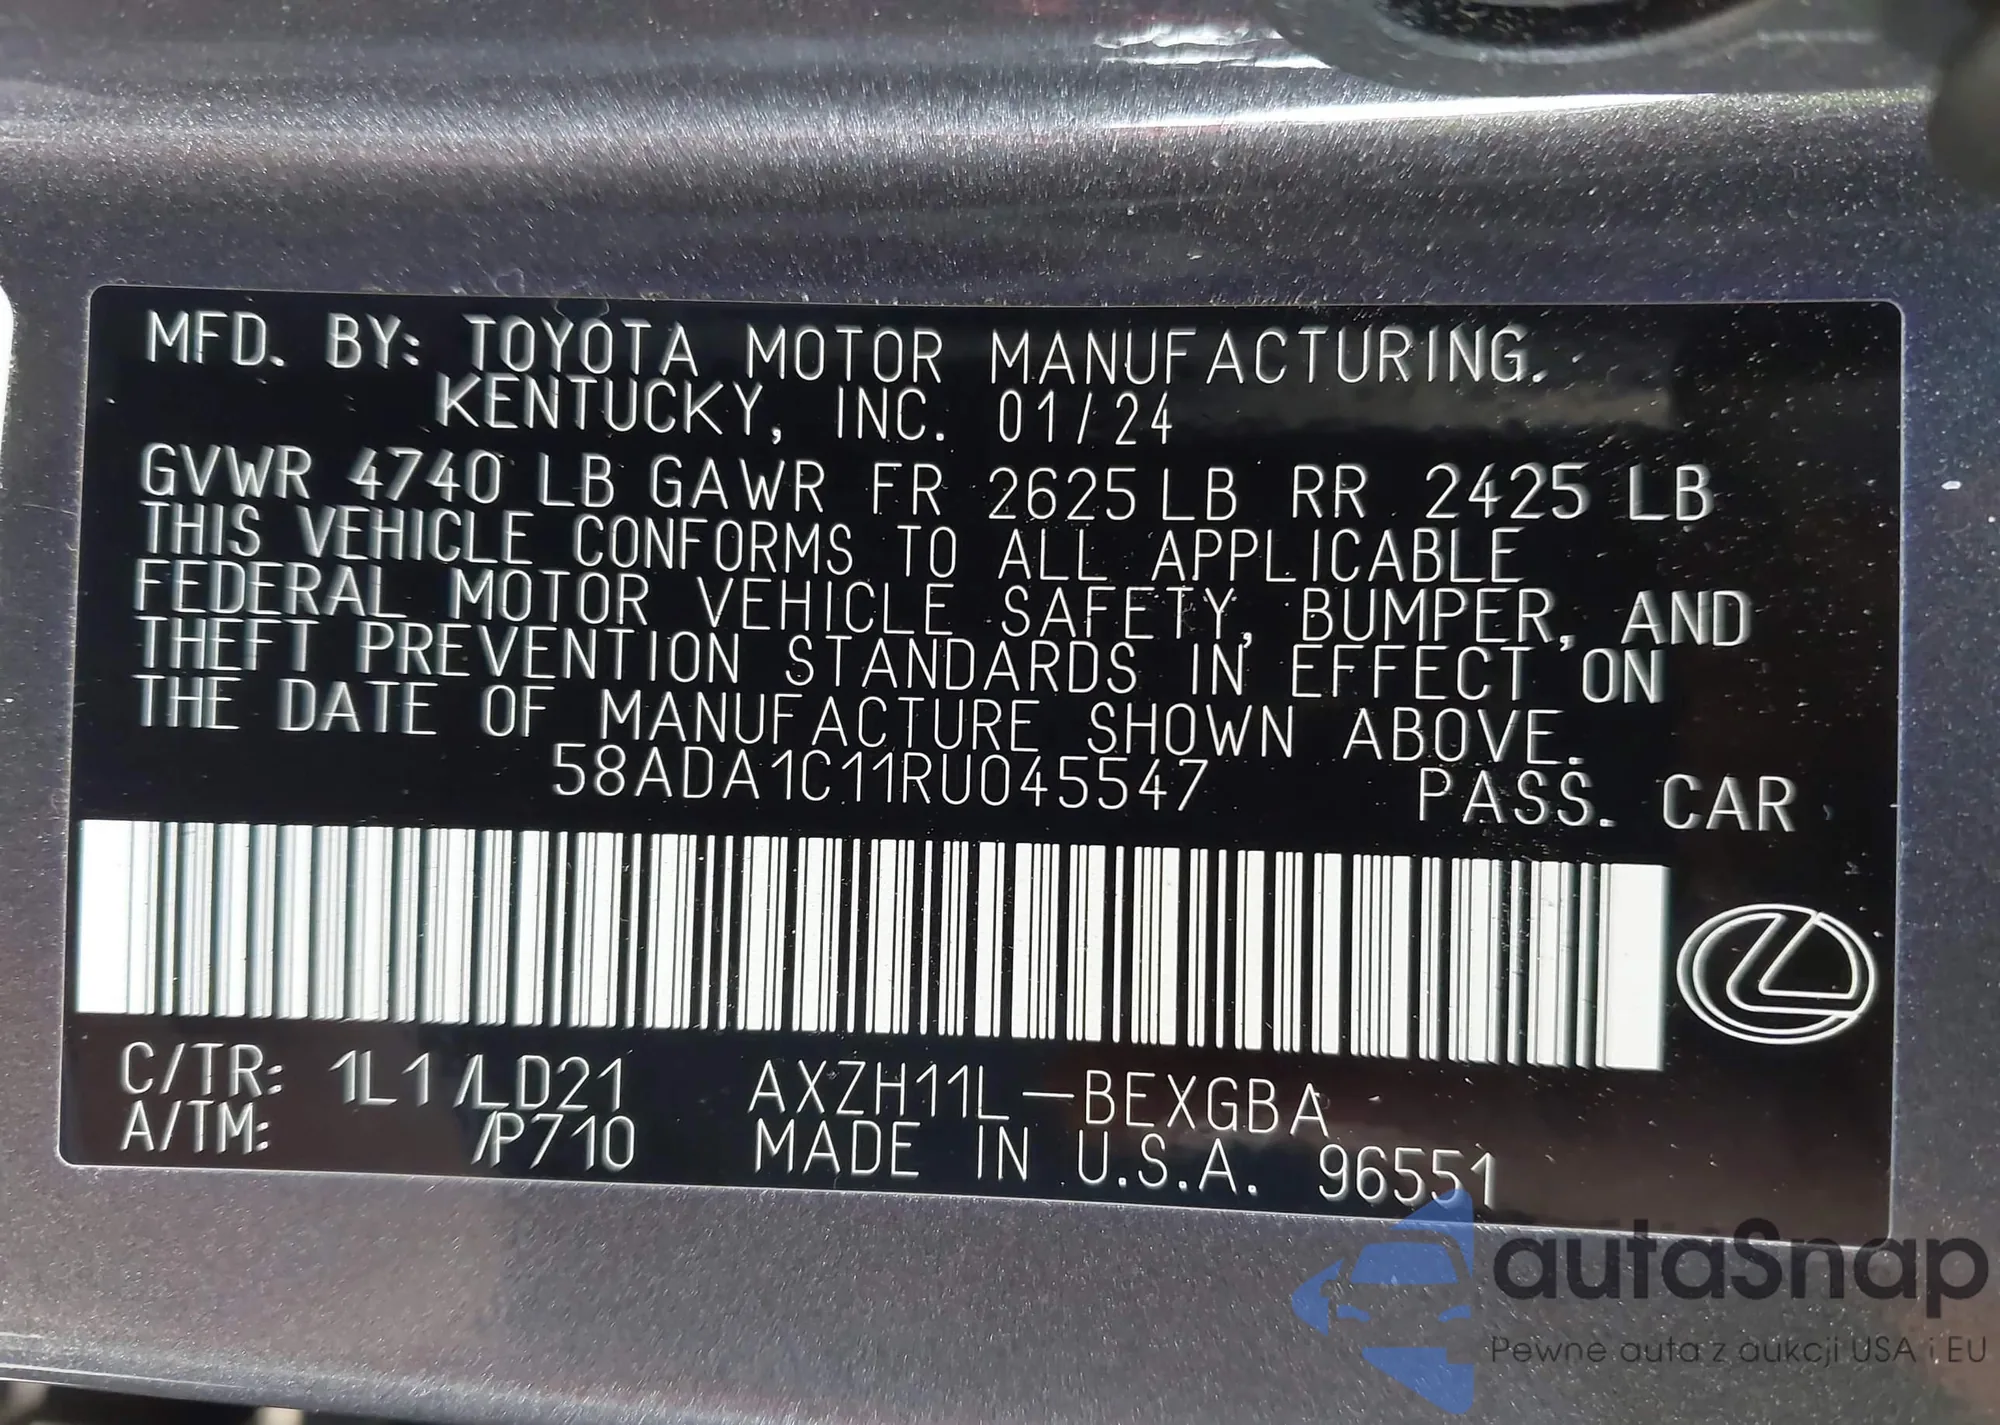 MFD. BY: TOYOTA MOTOR MANUFACTURING.
KENTUCKY, INC. 01/24
GVWR 4740 LB GAWR FR 2625 LB RR 2425 LB
THIS VEHICLE CONFORMS TO ALL APPLICABLE
FEDERAL MOTOR VEHICLE SAFETY, BUMPER, AND
THEFT PREVENTION STANDARDS IN EFFECT ON
THE DATE OF MANUFACTURE SHOWN ABOVE.
58ADA1C11RU045547 PASS. CAR
C/TR: 1L1 /LD21 AXZH11L-BEXGBA
A/TM: /P710 MADE IN U.S.A. 96551
autaSnap
Pewne auta z aukcji USA i EU